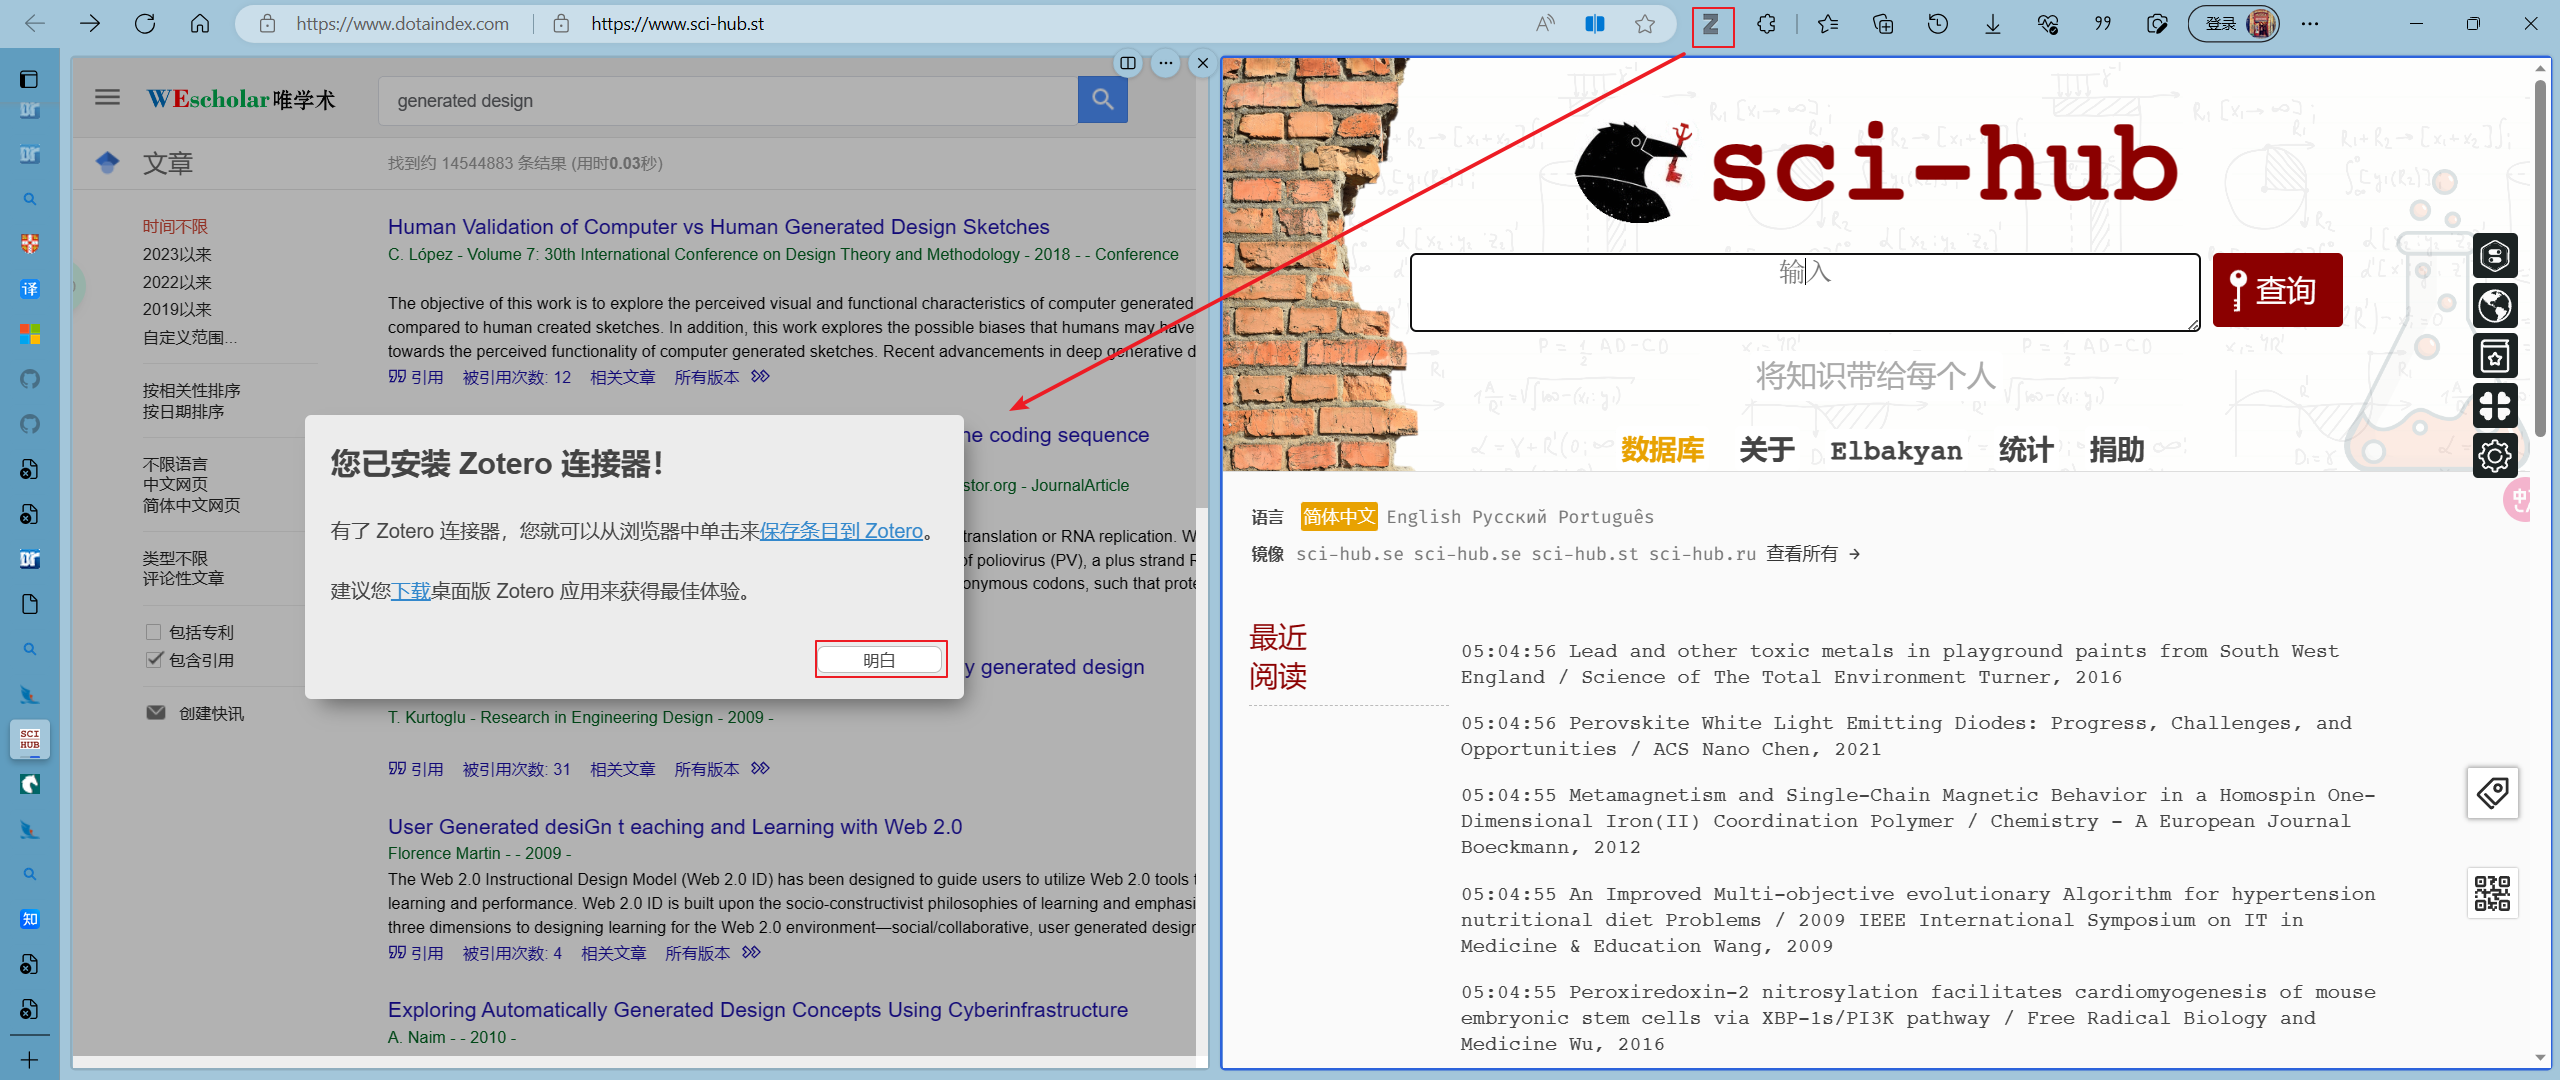 https://www.dotaindex.com
https://www.sci-hub.st
登录
WEscholar 唯学术
generated design
文章
找到约 14544883 条结果 (用时0.03秒)
时间不限
2023以来
2022以来
2019以来
自定义范围...
按相关性排序
按日期排序
不限语言
中文网页
简体中文网页
类型不限
评论性文章
包括专利
包含引用
创建快讯
Human Validation of Computer vs Human Generated Design Sketches
C. López - Volume 7: 30th International Conference on Design Theory and Methodology - 2018 - - Conference
The objective of this work is to explore the perceived visual and functional characteristics of computer generated
compared to human created sketches. In addition, this work explores the possible biases that humans may have
towards the perceived functionality of computer generated sketches. Recent advancements in deep generative d
引用 被引用次数: 12 相关文章 所有版本
ne coding sequence
stor.org - JournalArticle
translation or RNA replication. W
of poliovirus (PV), a plus strand F
onymous codons, such that prote
您已安装 Zotero 连接器!
有了 Zotero 连接器，您就可以从浏览器中单击来保存条目到 Zotero。
建议您下载桌面版 Zotero 应用来获得最佳体验。
明白
y generated design
T. Kurtoglu - Research in Engineering Design - 2009 -
引用 被引用次数: 31 相关文章 所有版本
User Generated desiGn t eaching and Learning with Web 2.0
Florence Martin - - 2009 -
The Web 2.0 Instructional Design Model (Web 2.0 ID) has been designed to guide users to utilize Web 2.0 tools t
learning and performance. Web 2.0 ID is built upon the socio-constructivist philosophies of learning and emphasi
three dimensions to designing learning for the Web 2.0 environment—social/collaborative, user generated design
引用 被引用次数: 4 相关文章 所有版本
Exploring Automatically Generated Design Concepts Using Cyberinfrastructure
A. Naim - - 2010 -
sci-hub
输入
查询
将知识带给每个人
数据库 关于 Elbakyan 统计 捐助
语言 简体中文 English Русский Português
镜像 sci-hub.se sci-hub.se sci-hub.st sci-hub.ru 查看所有 →
最近
阅读
05:04:56 Lead and other toxic metals in playground paints from South West
England / Science of The Total Environment Turner, 2016
05:04:56 Perovskite White Light Emitting Diodes: Progress, Challenges, and
Opportunities / ACS Nano Chen, 2021
05:04:55 Metamagnetism and Single-Chain Magnetic Behavior in a Homospin One-
Dimensional Iron(II) Coordination Polymer / Chemistry - A European Journal
Boeckmann, 2012
05:04:55 An Improved Multi-objective evolutionary Algorithm for hypertension
nutritional diet Problems / 2009 IEEE International Symposium on IT in
Medicine & Education Wang, 2009
05:04:55 Peroxiredoxin-2 nitrosylation facilitates cardiomyogenesis of mouse
embryonic stem cells via XBP-1s/PI3K pathway / Free Radical Biology and
Medicine Wu, 2016